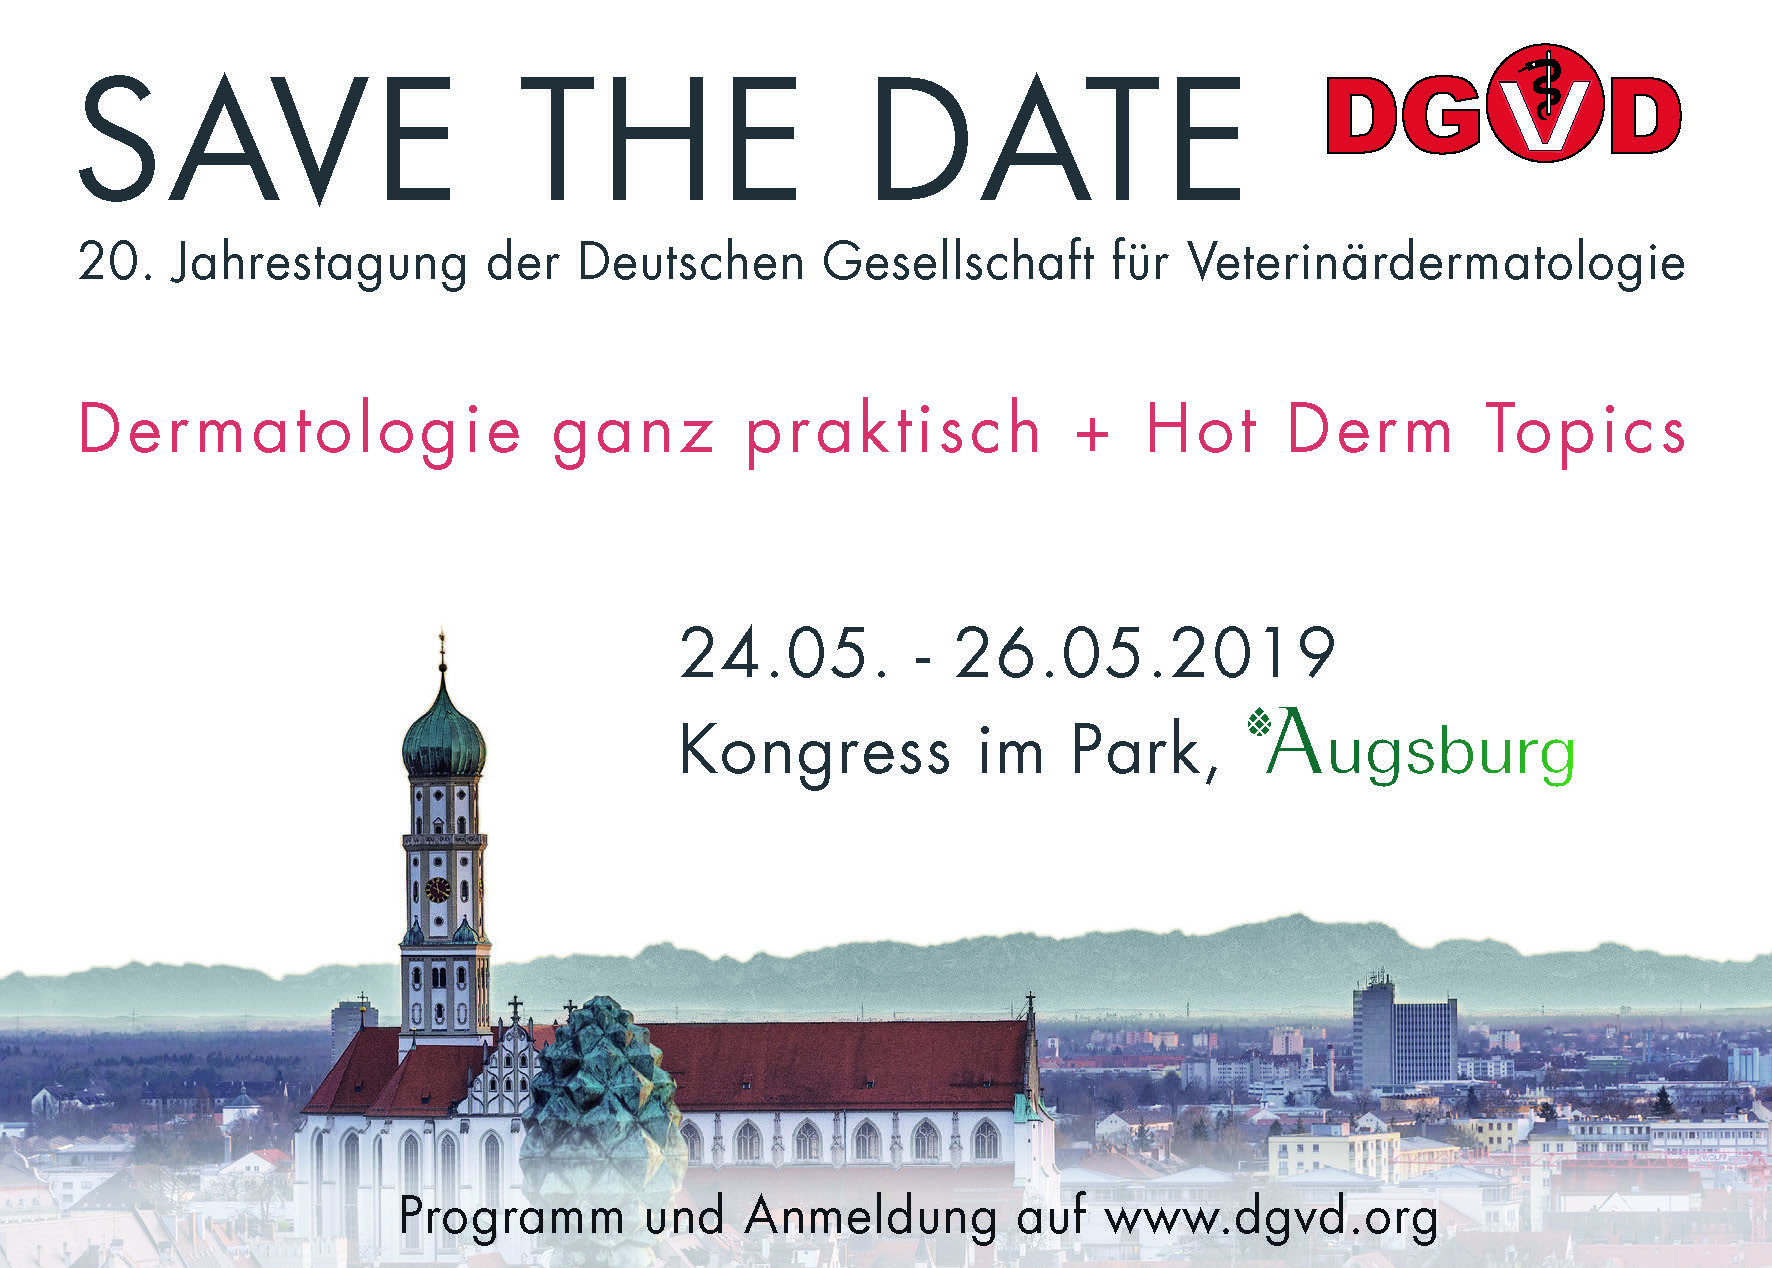 SAVE THE DATE
DGVD
20. Jahrestagung der Deutschen Gesellschaft für Veterinärdermatologie
Dermatologie ganz praktisch + Hot Derm Topics
24.05. - 26.05.2019
Kongress im Park, Augsburg
WOLFF
Programm und Anmeldung auf www.dgvd.org